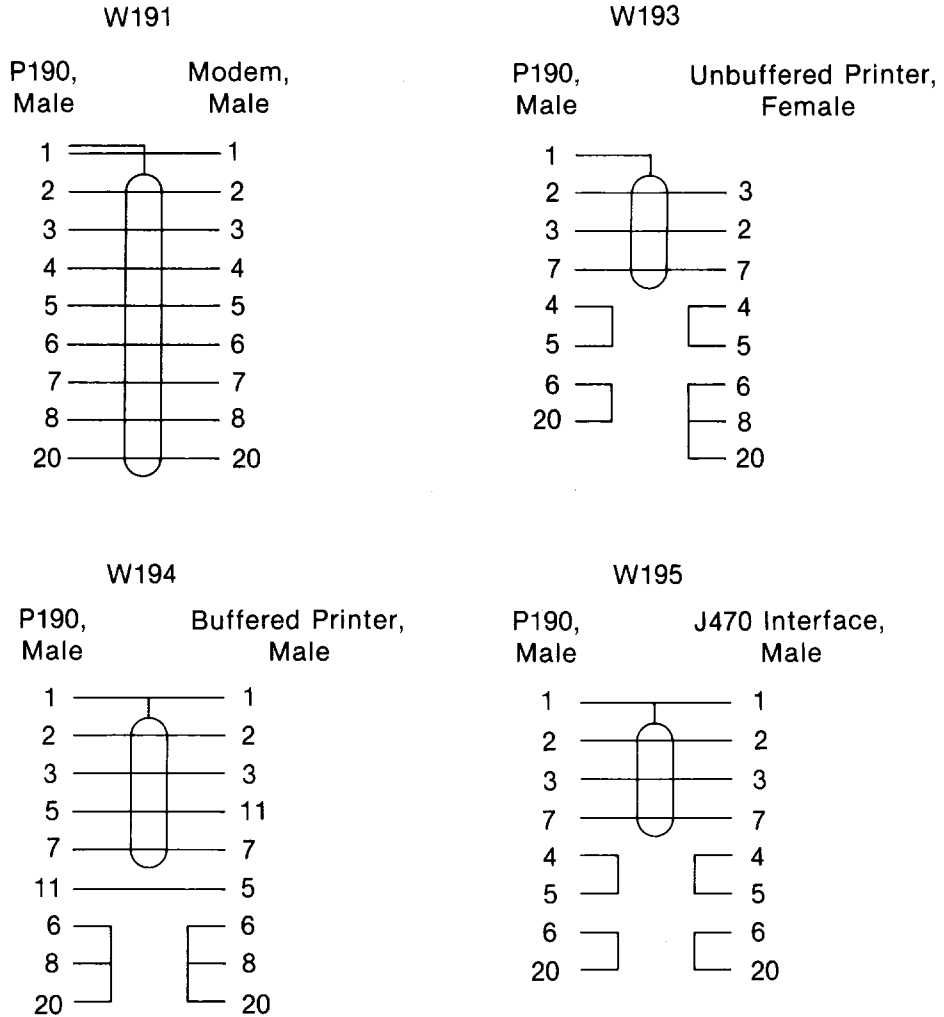 W191
P190, Male
Modem, Male
1 1
2 2
3 3
4 4
5 5
6 6
7 7
8 8
20 20
W193
P190, Male
Unbuffered Printer, Female
1
2 3
3 2
7 7
4 4
5 5
6 6
8
20 20
W194
P190, Male
Buffered Printer, Male
1 1
2 2
3 3
5 11
7 7
11 5
6 6
8 8
20 20
W195
P190, Male
J470 Interface, Male
1 1
2 2
3 3
7 7
4 4
5 5
6 6
20 20